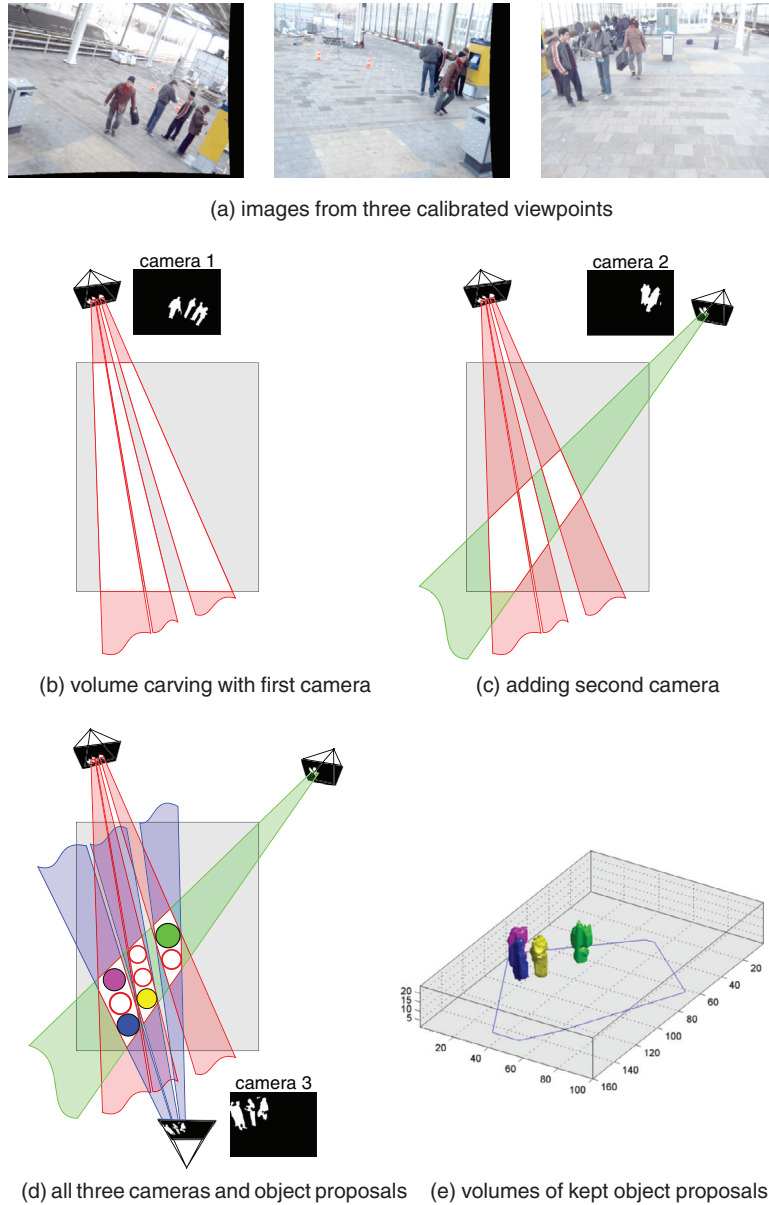 (a) images from three calibrated viewpoints
camera 1
camera 2
(b) volume carving with first camera
(c) adding second camera
camera 3
20
15
10
5
20
40
60
80
100
20
40
60
80
100
120
140
160
(d) all three cameras and object proposals
(e) volumes of kept object proposals